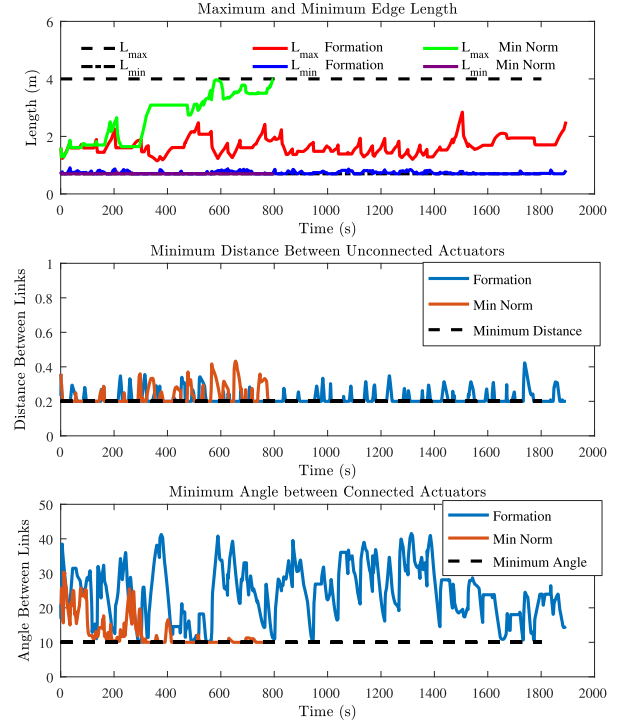 Maximum and Minimum Edge Length
6
4
2
0
Length (m)
L_max
L_max Formation
L_max Min Norm
L_min
L_min Formation
L_min Min Norm
0 200 400 600 800 1000 1200 1400 1600 1800 2000
Time (s)
Minimum Distance Between Unconnected Actuators
1
0.8
0.6
0.4
0.2
0
Distance Between Links
Formation
Min Norm
Minimum Distance
0 200 400 600 800 1000 1200 1400 1600 1800 2000
Time (s)
Minimum Angle between Connected Actuators
50
40
30
20
10
0
Angle Between Links
Formation
Min Norm
Minimum Angle
0 200 400 600 800 1000 1200 1400 1600 1800 2000
Time (s)